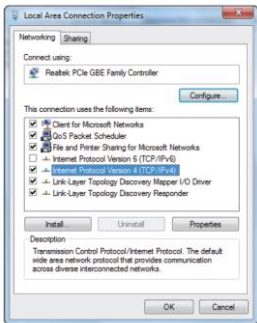 Local Area Connection Properties
Networking
Sharing
Connect using:
Realtek PCIe GBE Family Controller
Configure...
This connection uses the following items:
Client for Microsoft Networks
QoS Packet Scheduler
File and Printer Sharing for Microsoft Networks
Internet Protocol Version 6 (TCP/IPv6)
Internet Protocol Version 4 (TCP/IPv4)
Link-Layer Topology Discovery Mapper I/O Driver
Link-Layer Topology Discovery Responder
Install...
Uninstall
Properties
Description
Transmission Control Protocol/Internet Protocol. The default
wide area network protocol that provides communication
across diverse interconnected networks.
OK
Cancel